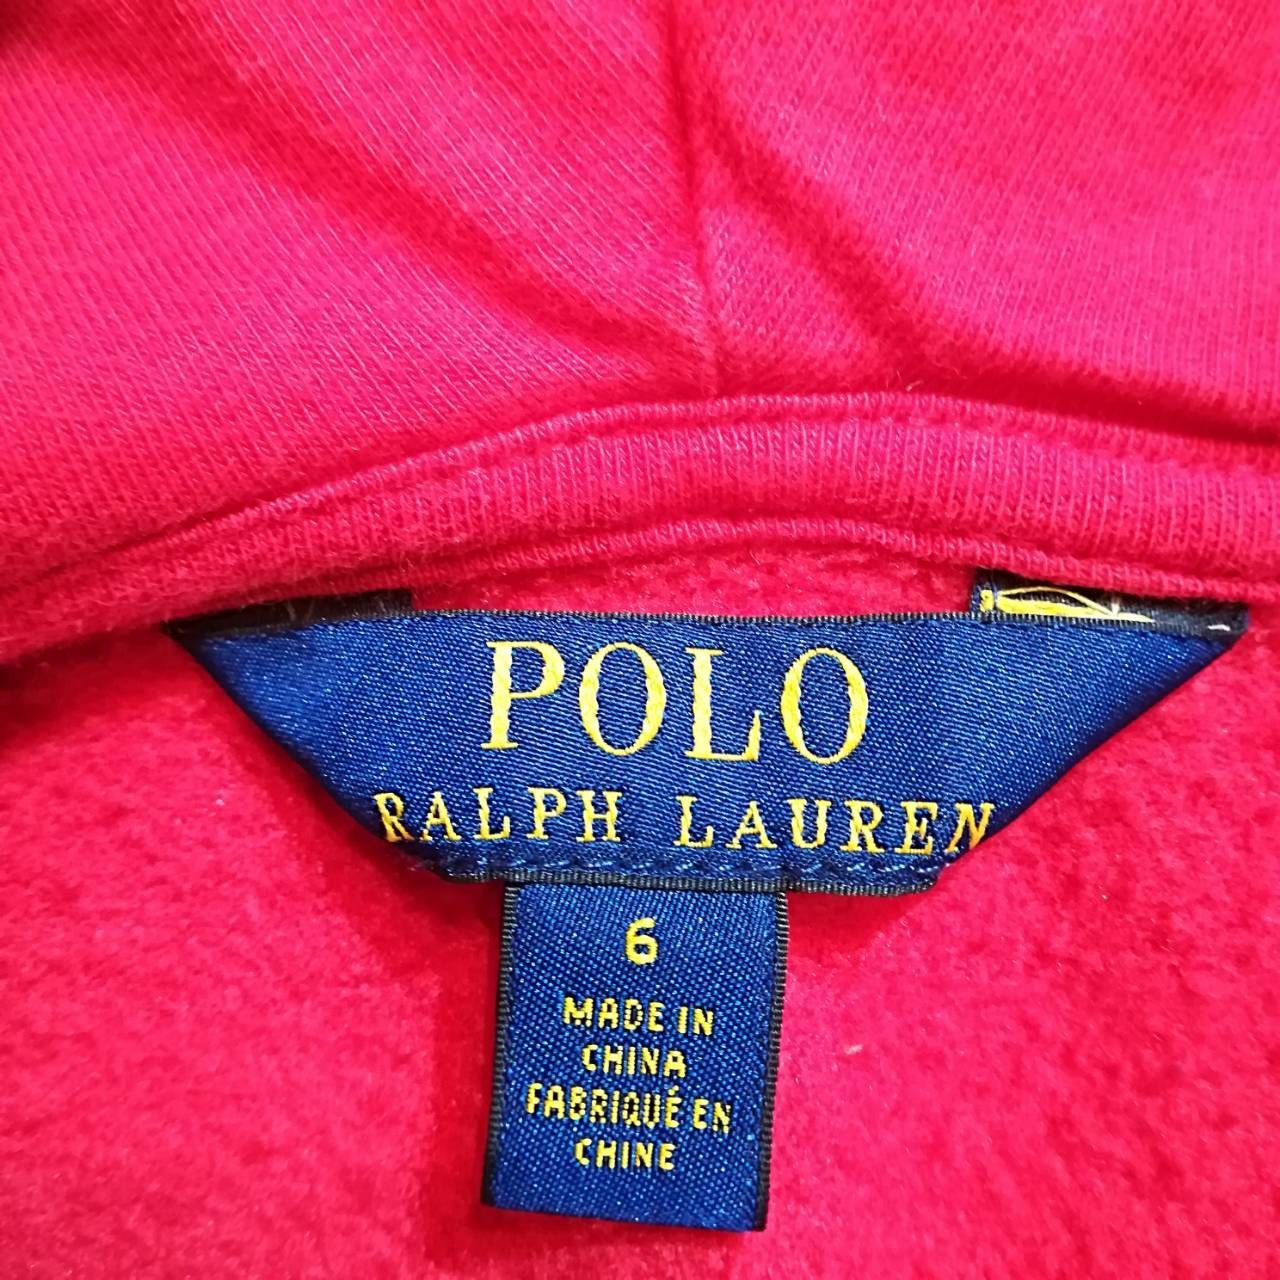 POLO
RALPH LAUREN
6
MADE IN
CHINA
FABRIQUÉ EN
CHINE